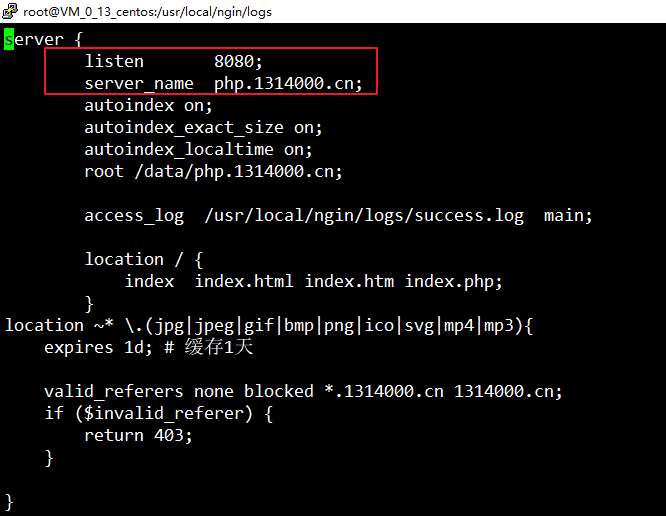 root@VM_0_13_centos:/usr/local/ngin/logs
server {
        listen       8080;
        server_name  php.1314000.cn;
        autoindex on;
        autoindex_exact_size on;
        autoindex_localtime on;
        root /data/php.1314000.cn;

        access_log  /usr/local/ngin/logs/success.log  main;

        location / {
            index  index.html index.htm index.php;
        }
location ~* \.(jpg|jpeg|gif|bmp|png|ico|svg|mp4|mp3){
    expires 1d; # 缓存1天

    valid_referers none blocked *.1314000.cn 1314000.cn;
    if ($invalid_referer) {
        return 403;
    }

}